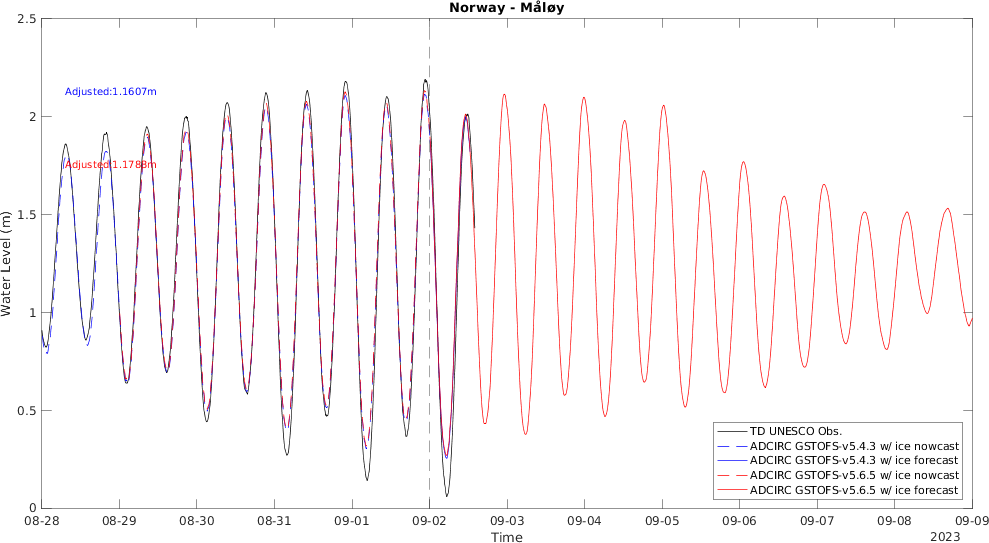 Norway - Måløy
2.5
Adjusted:1.1607m
2
Adjusted:1.1788m
1.5
Water Level (m)
1
0.5
TD UNESCO Obs.
ADCIRC GSTOFS-v5.4.3 w/ ice nowcast
ADCIRC GSTOFS-v5.4.3 w/ ice forecast
ADCIRC GSTOFS-v5.6.5 w/ ice nowcast
ADCIRC GSTOFS-v5.6.5 w/ ice forecast
0
08-28 08-29 08-30 08-31 09-01 09-02 09-03 09-04 09-05 09-06 09-07 09-08 09-09
Time
2023